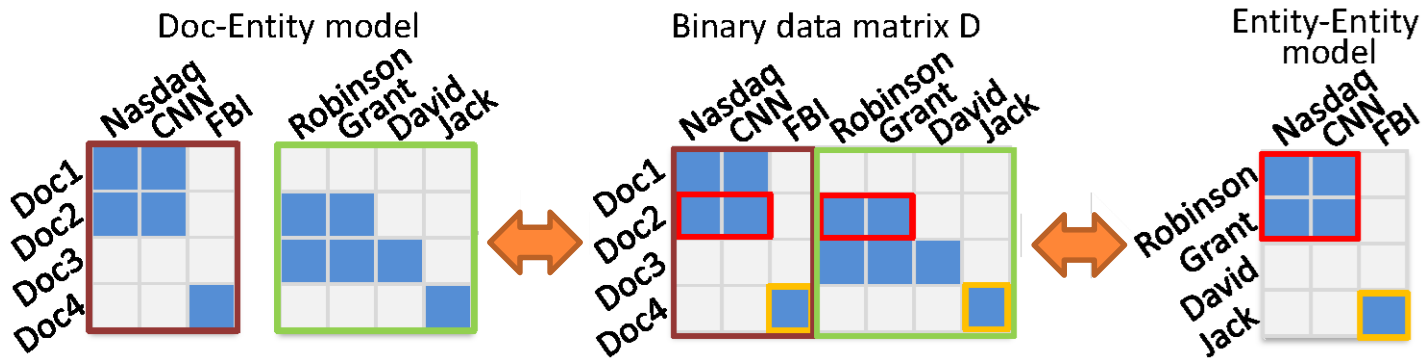 Doc-Entity model
Nasdaq
CNN
FBI
Robinson
Grant
David
Jack
Doc1
Doc2
Doc3
Doc4
Binary data matrix D
Nasdaq
CNN
FBI
Robinson
Grant
David
Jack
Doc1
Doc2
Doc3
Doc4
Entity-Entity
model
Nasdaq
CNN
FBI
Robinson
Grant
David
Jack